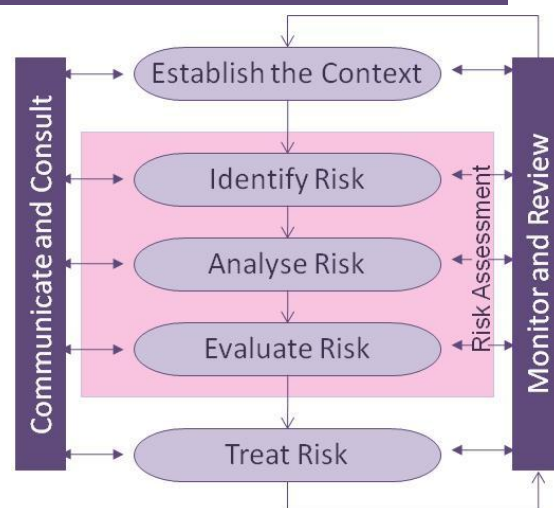 Establish the Context
Communicate and Consult
Identify Risk
Analyse Risk
Evaluate Risk
Risk Assessment
Monitor and Review
Treat Risk